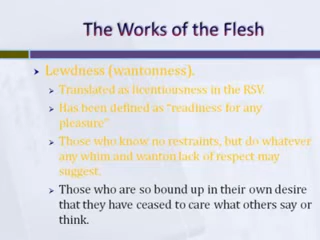 The Works of the Flesh
Lewdness (wantonness).
Translated as licentiousness in the RSV.
Has been defined as “readiness for any
pleasure”
Those who know no restraints, but do whatever
any whim and wanton lack of respect may
suggest.
Those who are so bound up in their own desire
that they have ceased to care what others say or
think.